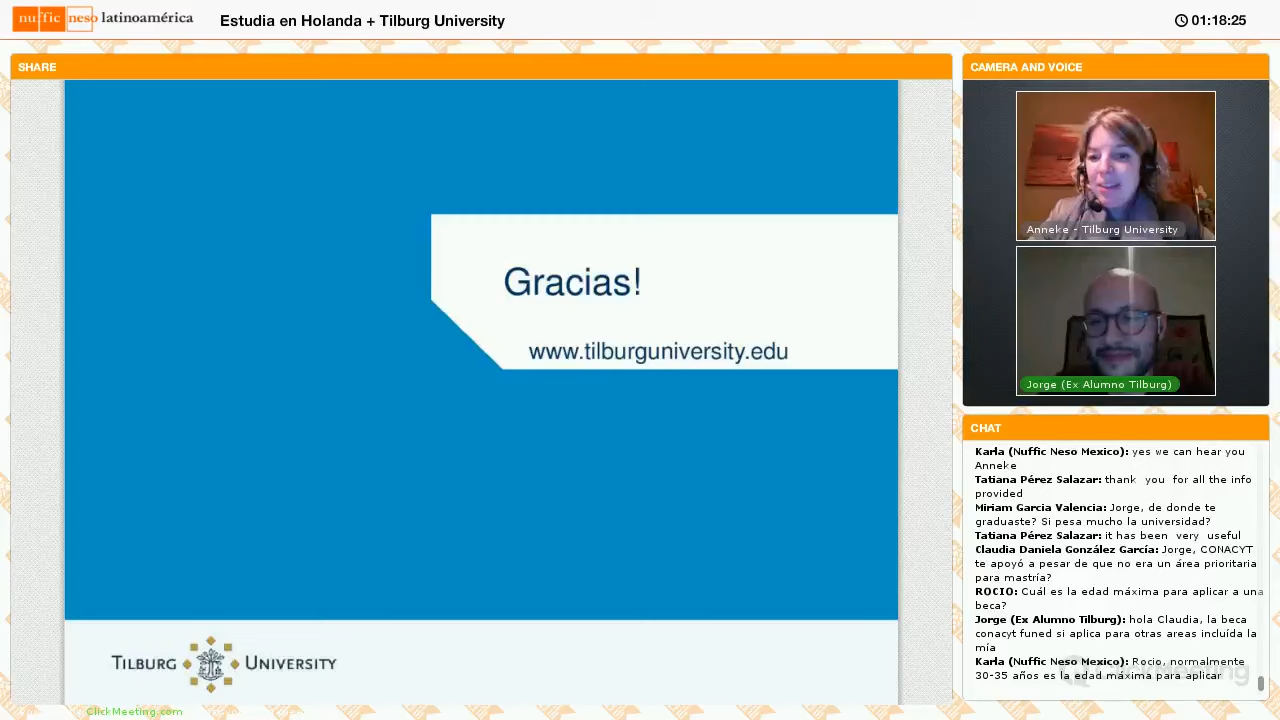 nuffic neso latinoamérica
Estudia en Holanda + Tilburg University
01:18:25
SHARE
Gracias!
www.tilburguniversity.edu
TILBURG UNIVERSITY
ClickMeeting.com
CAMERA AND VOICE
Anneke - Tilburg University
Jorge (Ex Alumno Tilburg)
CHAT
Karla (Nuffic Neso Mexico): yes we can hear you
Anneke
Tatiana Pérez Salazar: thank you for all the info
provided
Miriam Garcia Valencia: Jorge, de donde te
graduaste? Si pesa mucho la universidad?
Tatiana Pérez Salazar: it has been very useful
Claudia Daniela González García: Jorge, CONACYT
te apoyó a pesar de que no era un área prioritaria
para mastría?
ROCIO: Cuál es la edad máxima para aplicar a una
beca?
Jorge (Ex Alumno Tilburg): hola Claudia, la beca
conacyt funed si aplica para otras areas incluída la
mía
Karla (Nuffic Neso Mexico): Rocio, normalmente
30-35 años es la edad máxima para aplicar
clickmeeting